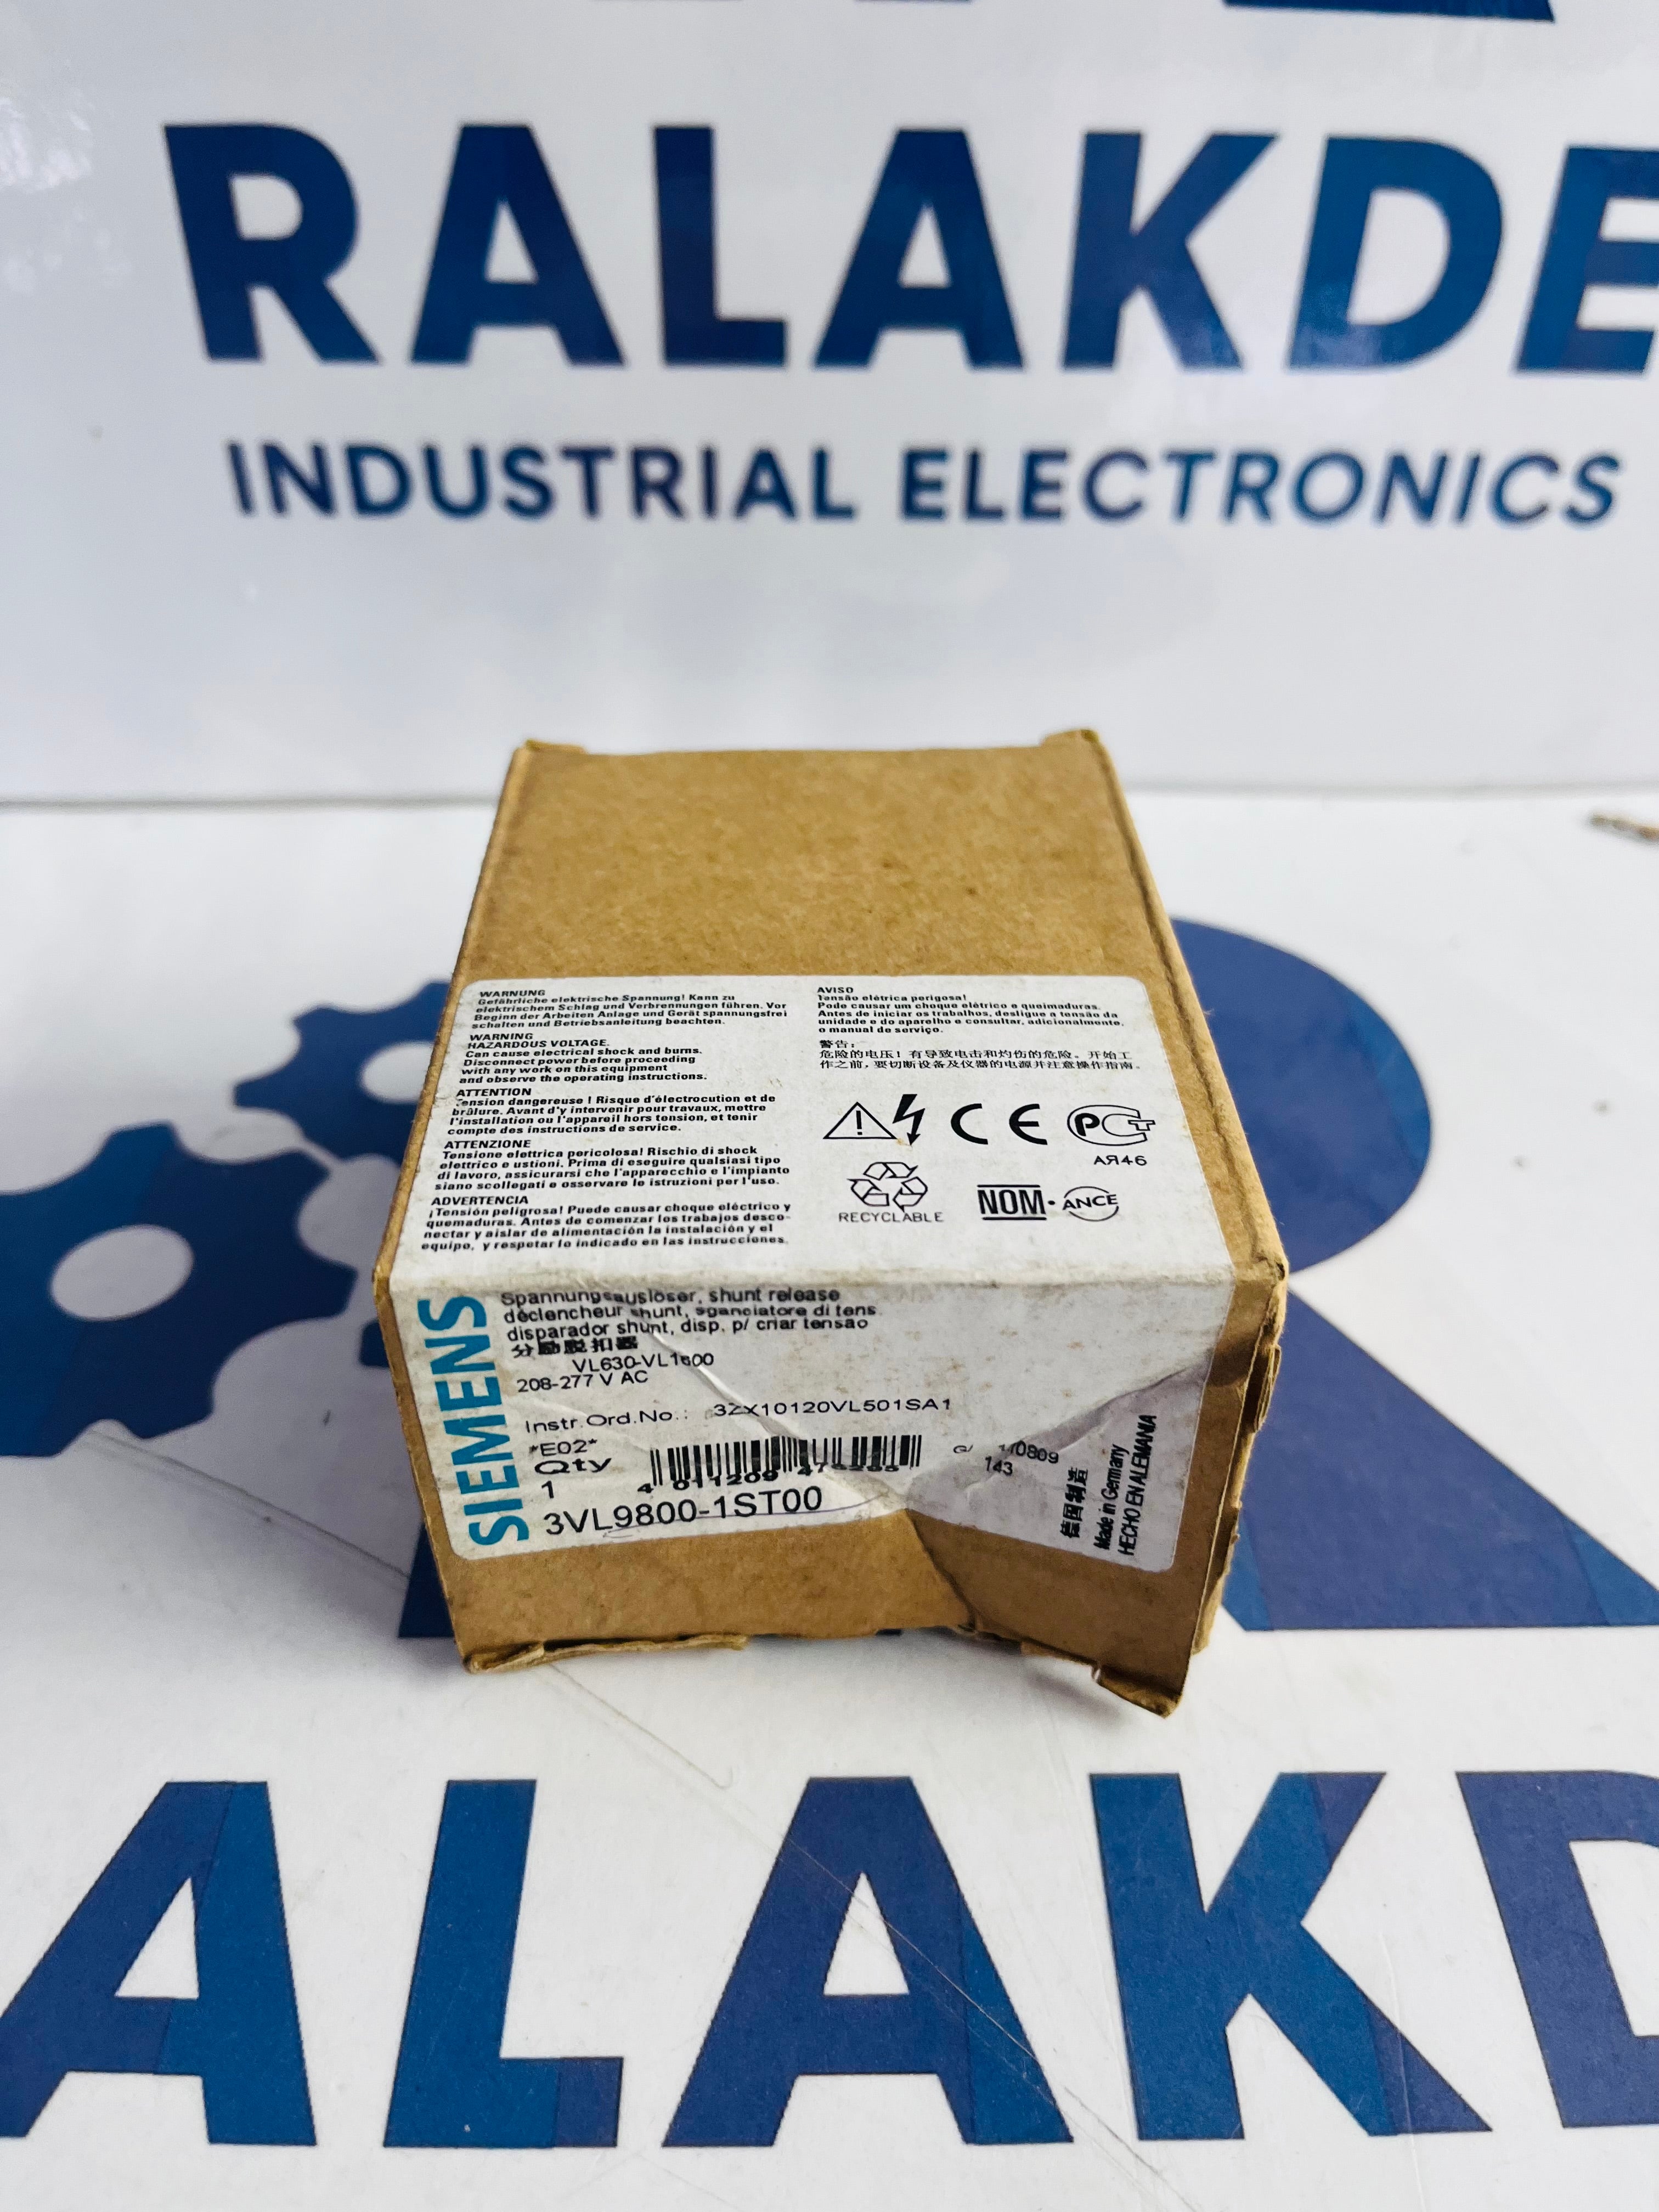 RALAKDE
INDUSTRIAL ELECTRONICS
WARNUNG
Gefährliche elektrische Spannung! Kann zu
elektrischem Schlag und Verbrennungen führen. Vor
Beginn der Arbeiten Anlage und Gerät spannungsfrei
schalten und Betriebsanleitung beachten.
WARNING
HAZARDOUS VOLTAGE.
Can cause electrical shock and burns.
Disconnect power before proceeding
with any work on this equipment
and observe the operating instructions.
ATTENTION
Tension dangereuse ! Risque d'électrocution et de
brûlure. Avant d'y intervenir pour travaux, mettre
l'installation ou l'appareil hors tension, et tenir
compte des instructions de service.
ATTENZIONE
Tensione elettrica pericolosa! Rischio di shock
elettrico e ustioni. Prima di eseguire qualsiasi tipo
di lavoro, assicurarsi che l'apparecchio e l'impianto
siano scollegati e osservare le istruzioni per l'uso.
ADVERTENCIA
¡Tensión peligrosa! Puede causar choque eléctrico y
quemaduras. Antes de comenzar los trabajos desco-
nectar y aislar de alimentación la instalación y el
equipo, y respetar lo indicado en las instrucciones.
AVISO
Tensão elétrica perigosa!
Pode causar um choque elétrico e queimaduras.
Antes de iniciar os trabalhos, desligue a tensão da
unidade e do aparelho e consultar, adicionalmente,
o manual de serviço.
警告:
危险的电压! 有导致电击和灼伤的危险。开始工
作之前,要切断设备及仪器的电源并注意操作指南。
CE
АЯ46
RECYCLABLE
NOM-ANCE
SIEMENS
Spannungsauslöser, shunt release
déclencheur shunt, sganciatore di tens.
disparador shunt, disp. p/ criar tensão
分励脱扣器
VL630-VL1600
208-277 V AC
Instr.Ord.No.: 3ZX10120VL501SA1
*E02*
Qty
1
4 011209
3VL9800-1ST00
G/ 110809
143
德国制造
Made in Germany
HECHO EN ALEMANIA
ALAKD